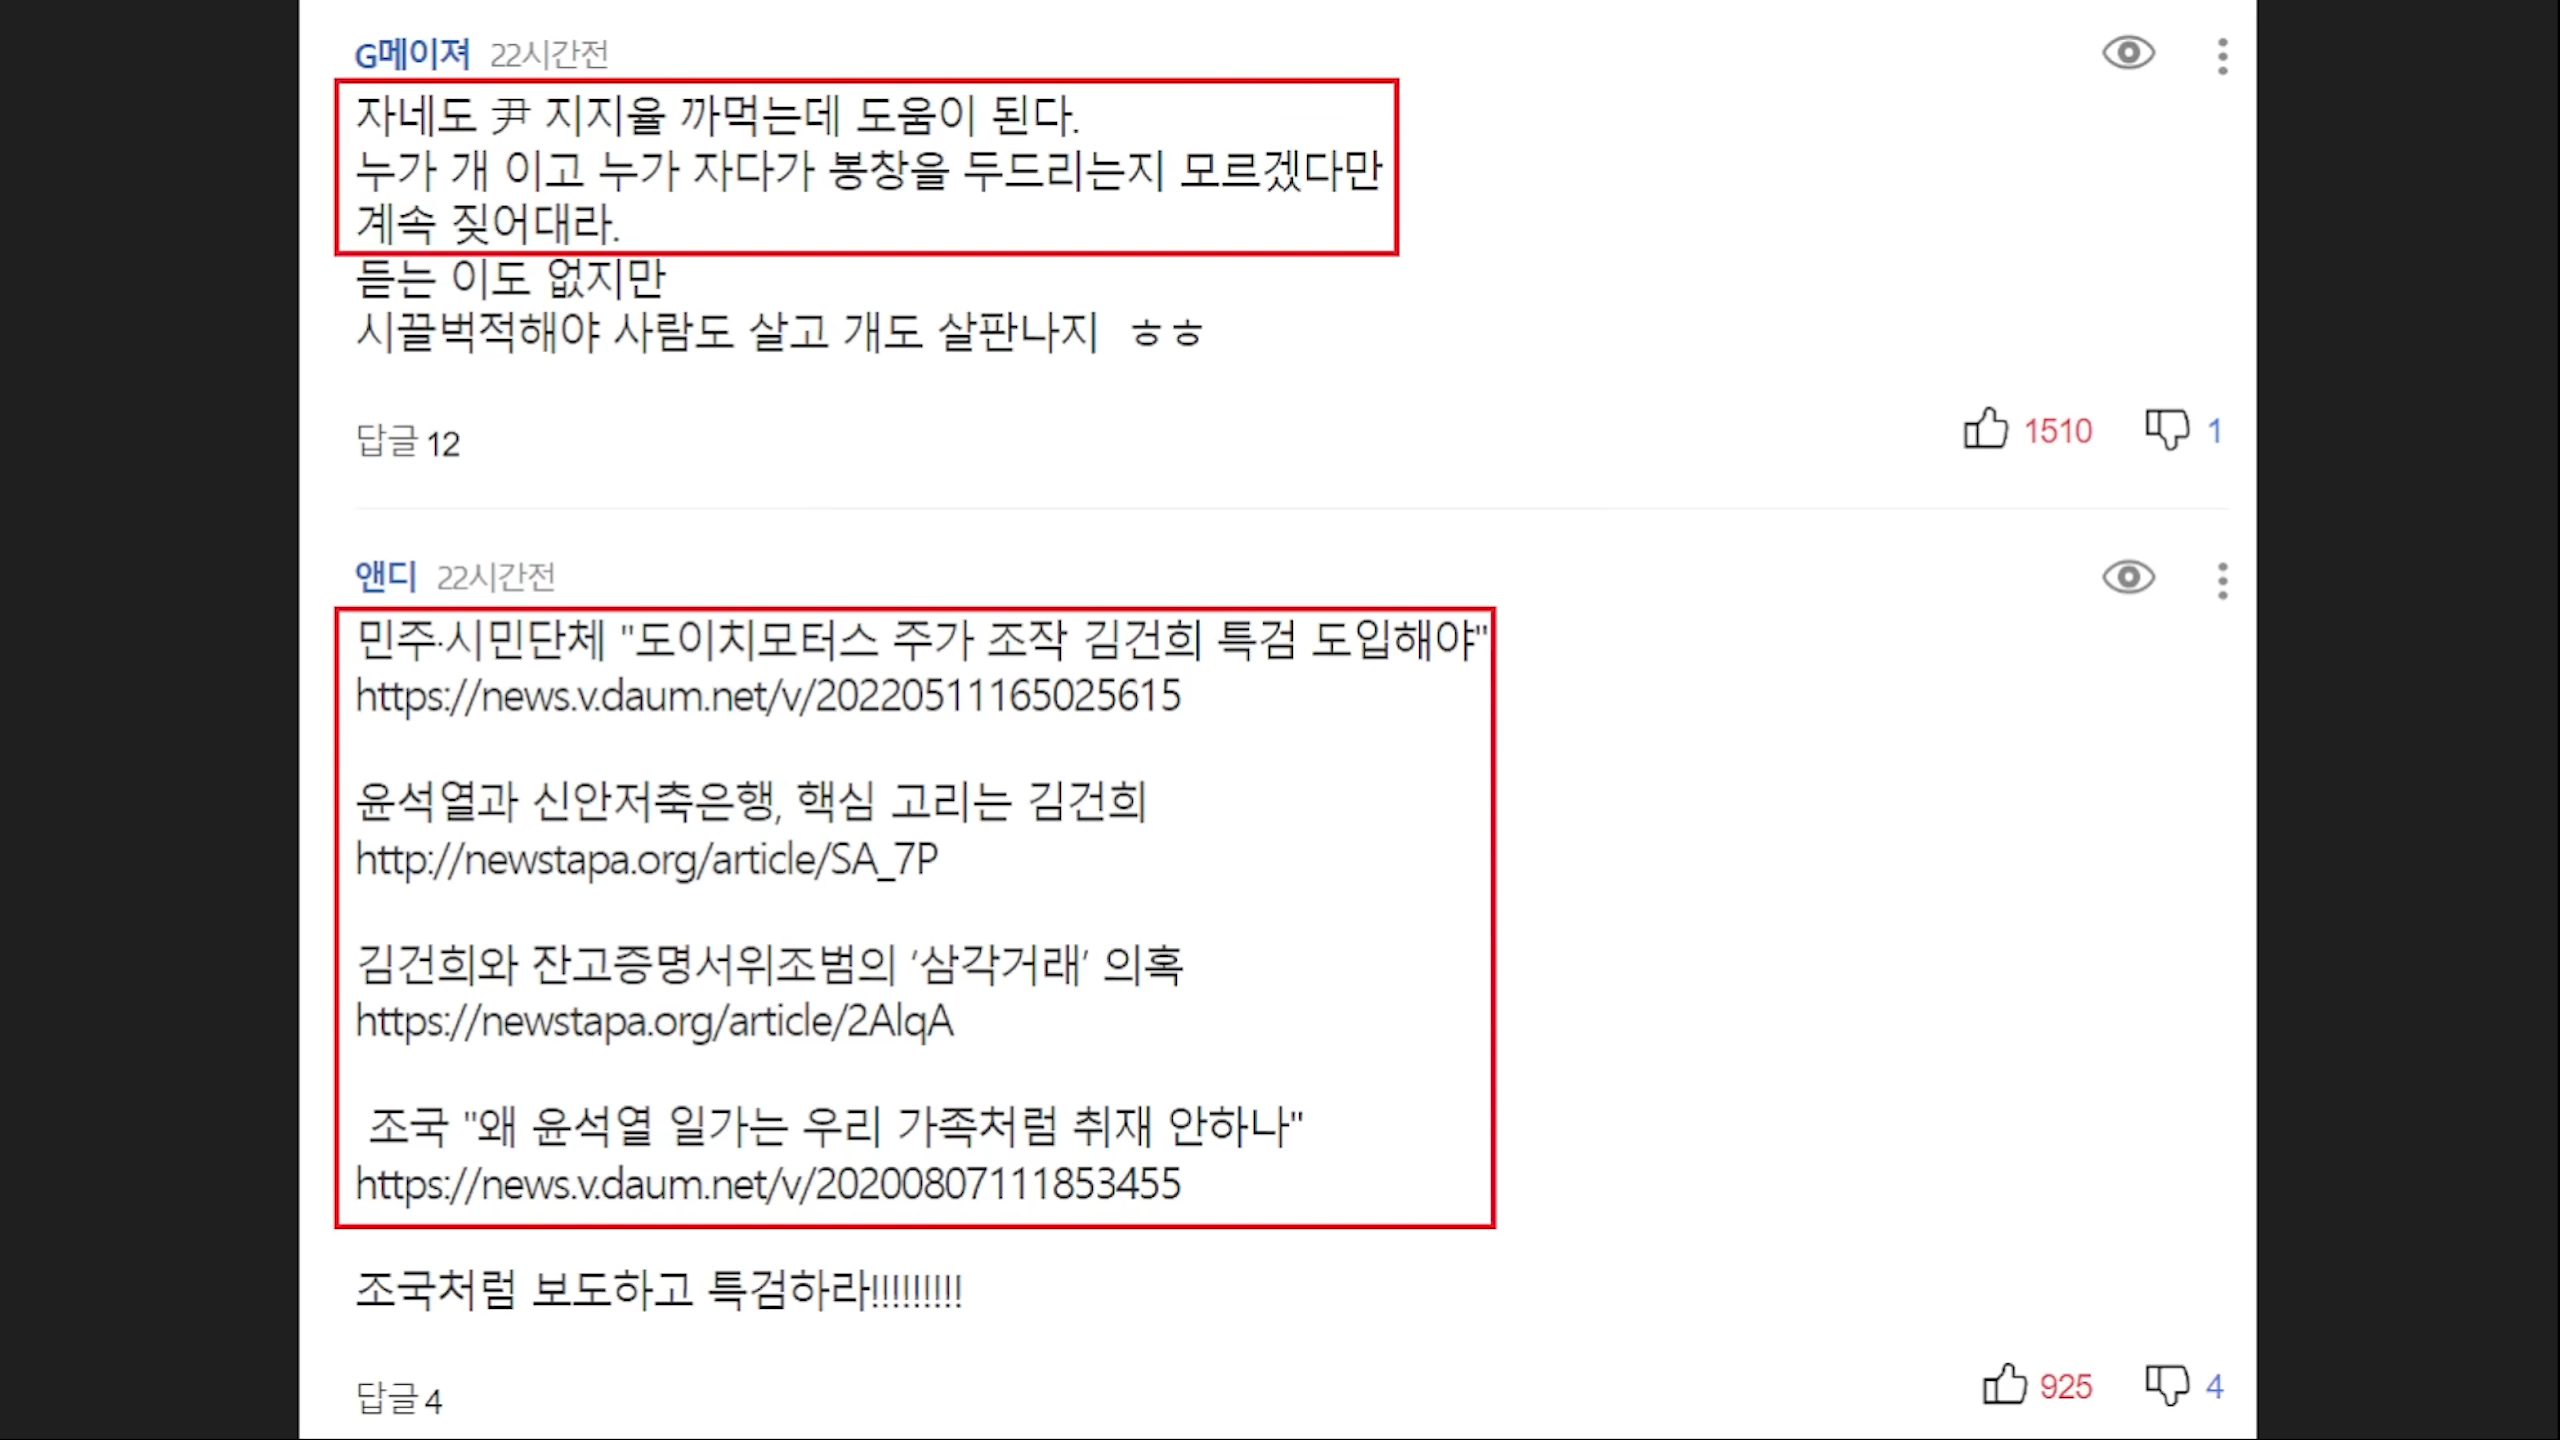 G메이져 22시간전
자네도 尹 지지율 까먹는데 도움이 된다.
누가 개 이고 누가 자다가 봉창을 두드리는지 모르겠다만
계속 짖어대라.
듣는 이도 없지만
시끌벅적해야 사람도 살고 개도 살판나지 ㅎㅎ
답글 12
1510 1
앤디 22시간전
민주·시민단체 "도이치모터스 주가 조작 김건희 특검 도입해야"
https://news.v.daum.net/v/20220511165025615
윤석열과 신안저축은행, 핵심 고리는 김건희
http://newstapa.org/article/SA_7P
김건희와 잔고증명서위조범의 ‘삼각거래’ 의혹
https://newstapa.org/article/2AlqA
조국 "왜 윤석열 일가는 우리 가족처럼 취재 안하나"
https://news.v.daum.net/v/20200807111853455
조국처럼 보도하고 특검하라!!!!!!!!!
답글 4
925 4